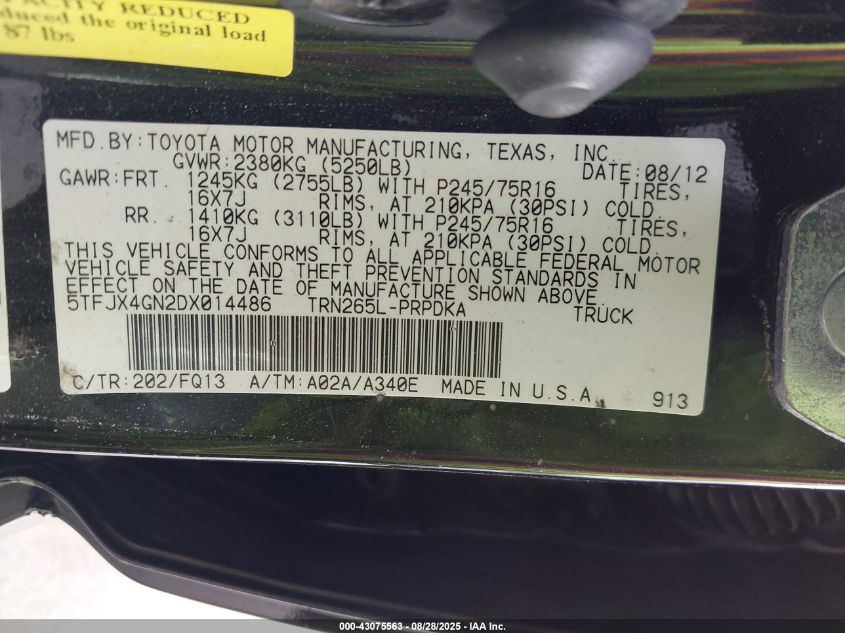 CITY REDUCED
duced the original load
87 lbs
MFD.BY:TOYOTA MOTOR MANUFACTURING, TEXAS, INC.
GVWR:2380KG (5250LB) DATE:08/12
GAWR:FRT. 1245KG (2755LB) WITH P245/75R16 TIRES,
16X7J RIMS, AT 210KPA (30PSI) COLD.
RR. 1410KG (3110LB) WITH P245/75R16 TIRES,
16X7J RIMS, AT 210KPA (30PSI) COLD.
THIS VEHICLE CONFORMS TO ALL APPLICABLE FEDERAL MOTOR
VEHICLE SAFETY AND THEFT PREVENTION STANDARDS IN
EFFECT ON THE DATE OF MANUFACTURE SHOWN ABOVE.
5TFJX4GN2DX014486 TRN265L-PRPDKA TRUCK
C/TR:202/FQ13 A/TM:A02A/A340E MADE IN U.S.A. 913
000-43075563 - 08/28/2025 - IAA Inc.